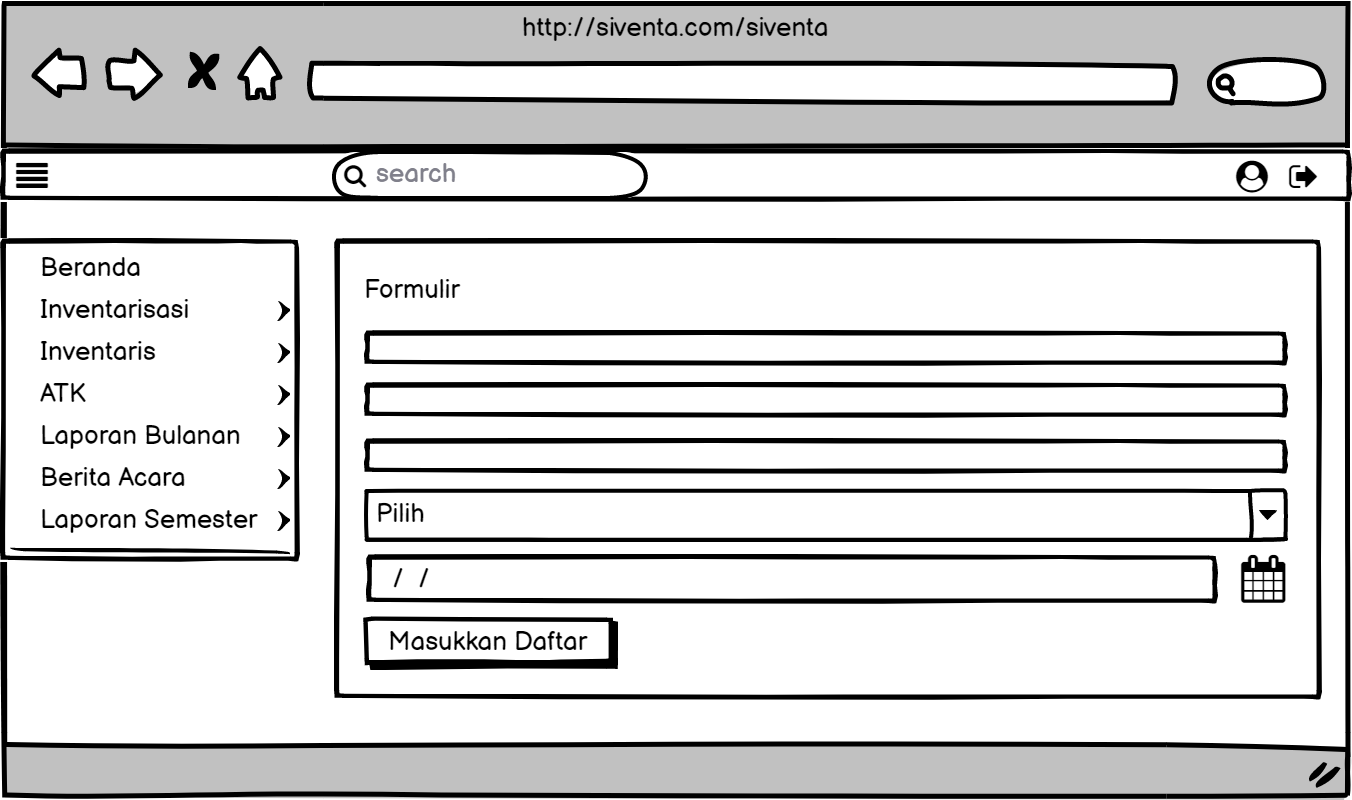 http://siventa.com/siventa
search
Beranda
Inventarisasi
Inventaris
ATK
Laporan Bulanan
Berita Acara
Laporan Semester
Formulir
Pilih
/ /
Masukkan Daftar